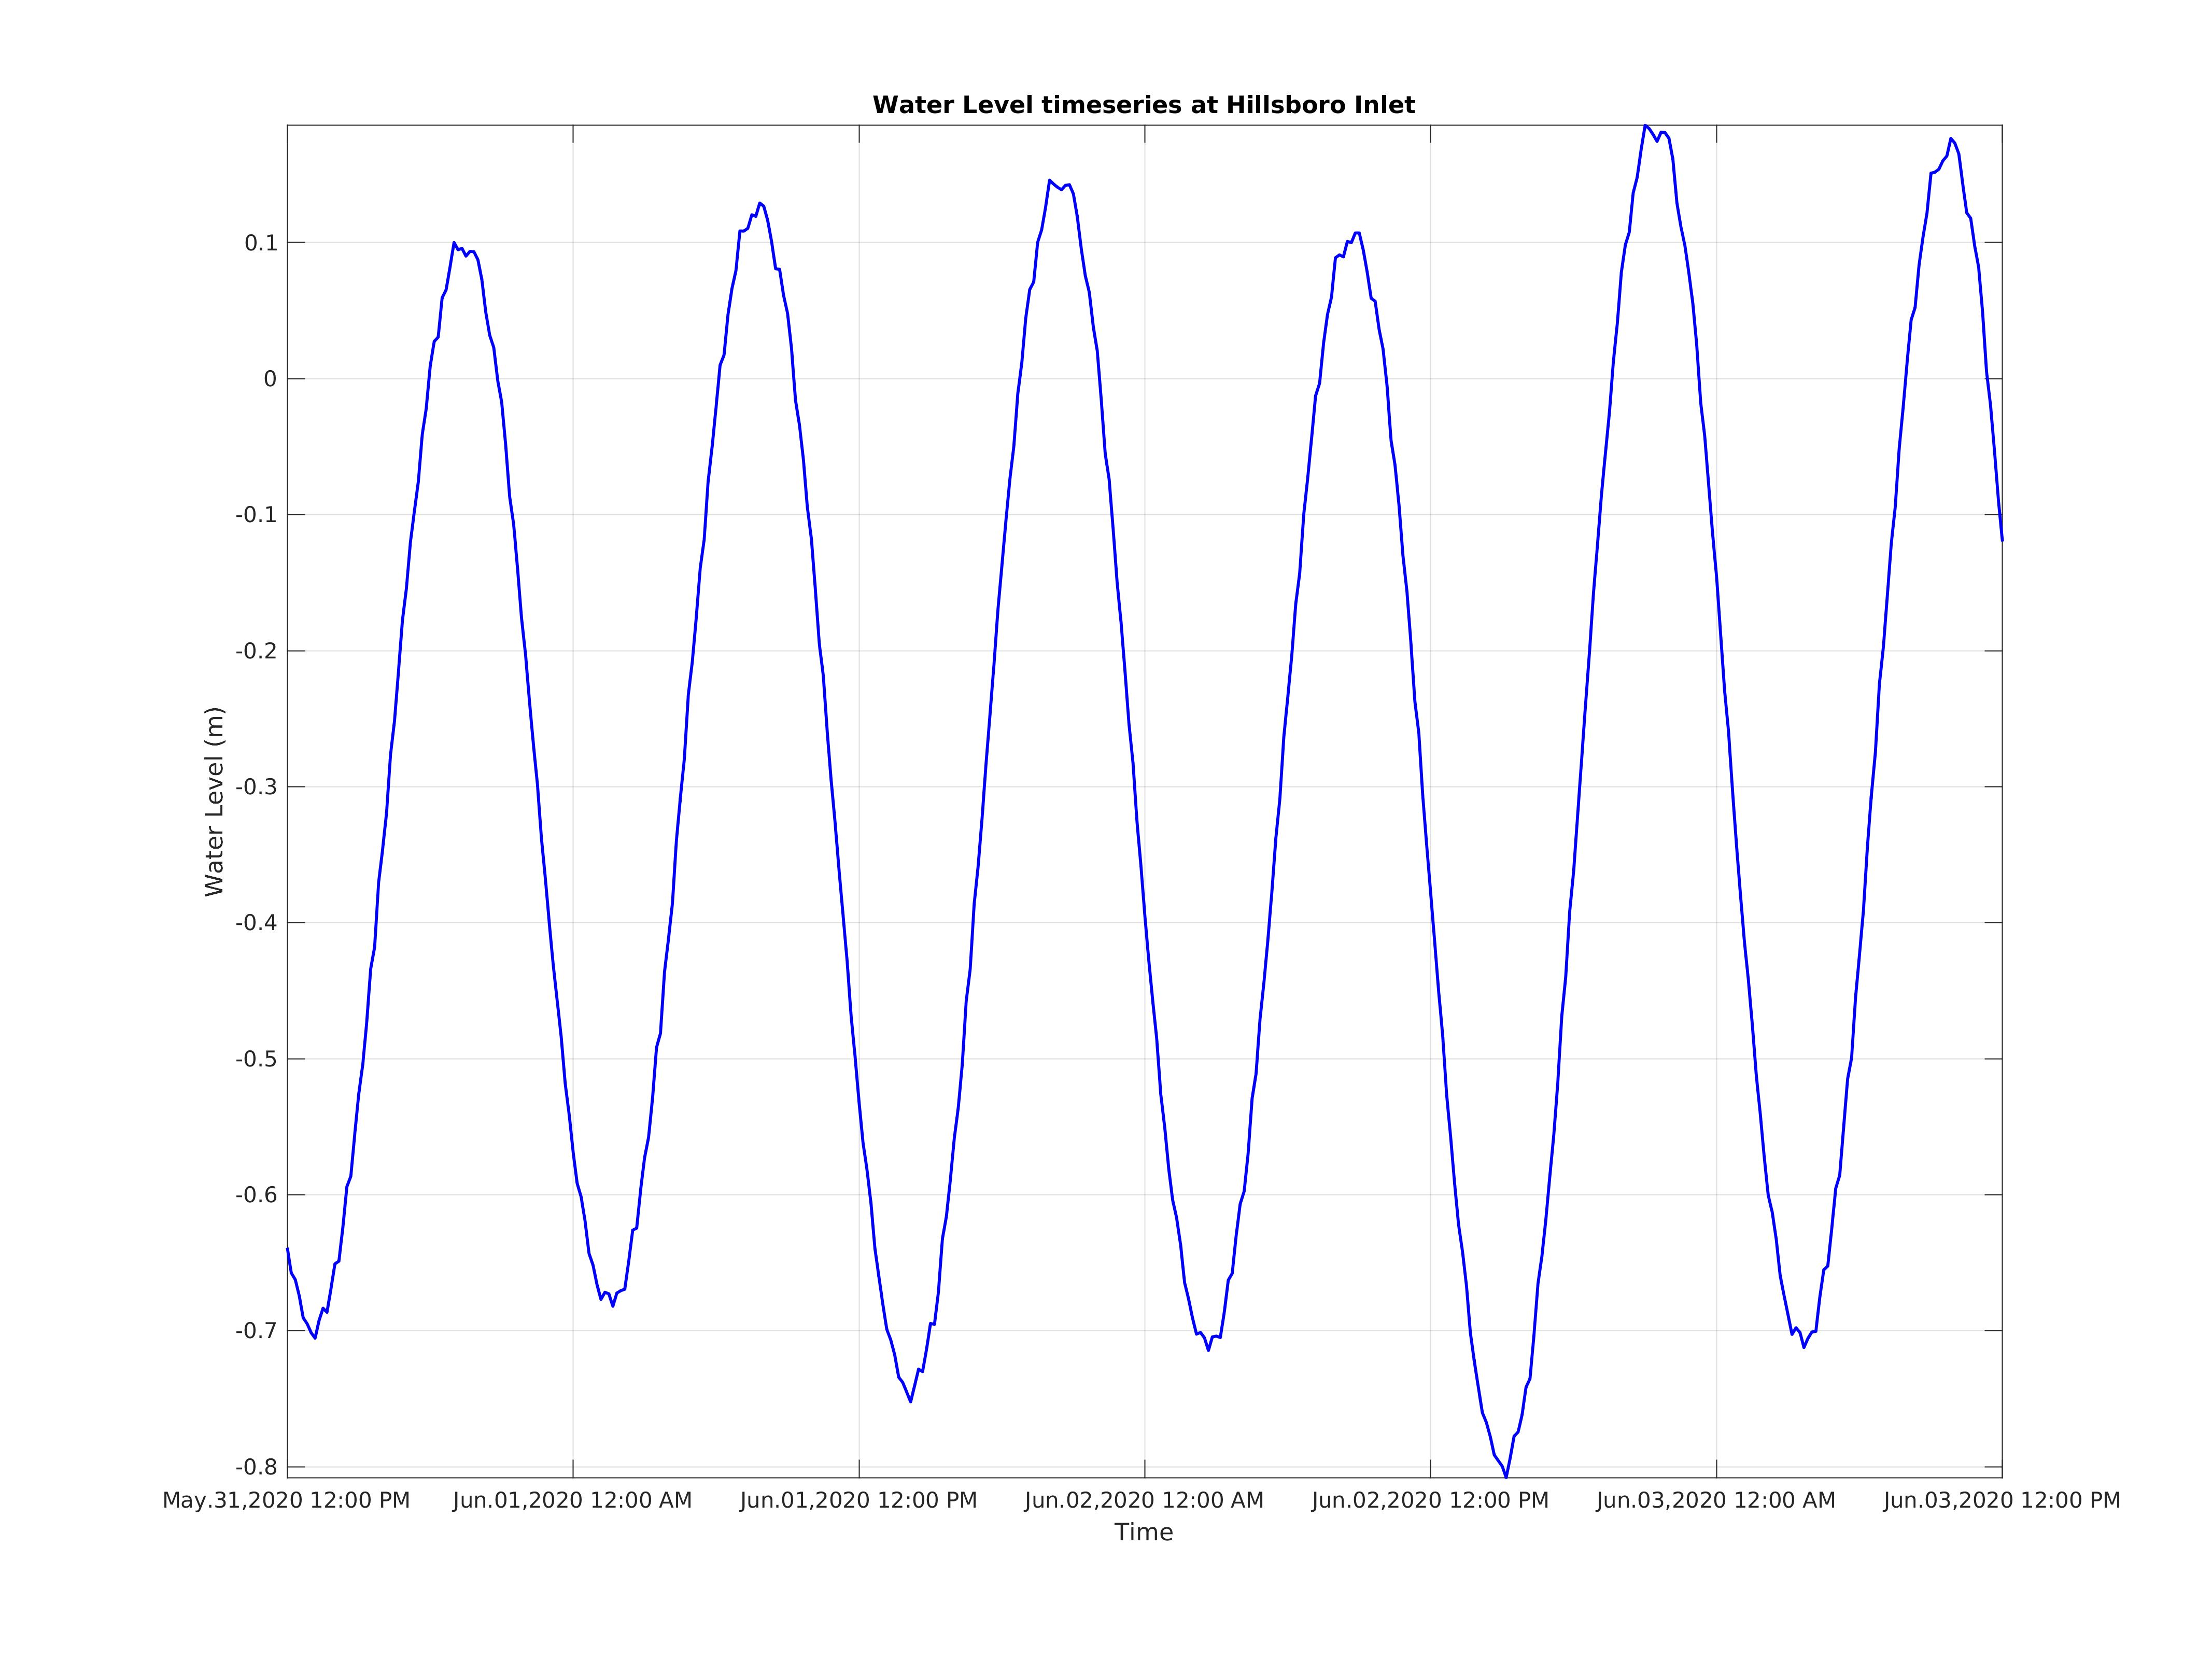 Water Level timeseries at Hillsboro Inlet
0.1
0
-0.1
-0.2
-0.3
-0.4
-0.5
-0.6
-0.7
-0.8
Water Level (m)
May.31,2020 12:00 PM Jun.01,2020 12:00 AM Jun.01,2020 12:00 PM Jun.02,2020 12:00 AM Jun.02,2020 12:00 PM Jun.03,2020 12:00 AM Jun.03,2020 12:00 PM
Time